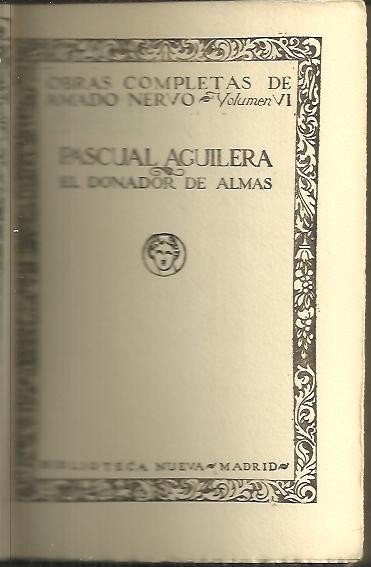 OBRAS COMPLETAS DE
AMADO NERVO Volumen VI
PASCUAL AGUILERA
EL DONADOR DE ALMAS
BIBLIOTECA NUEVA MADRID